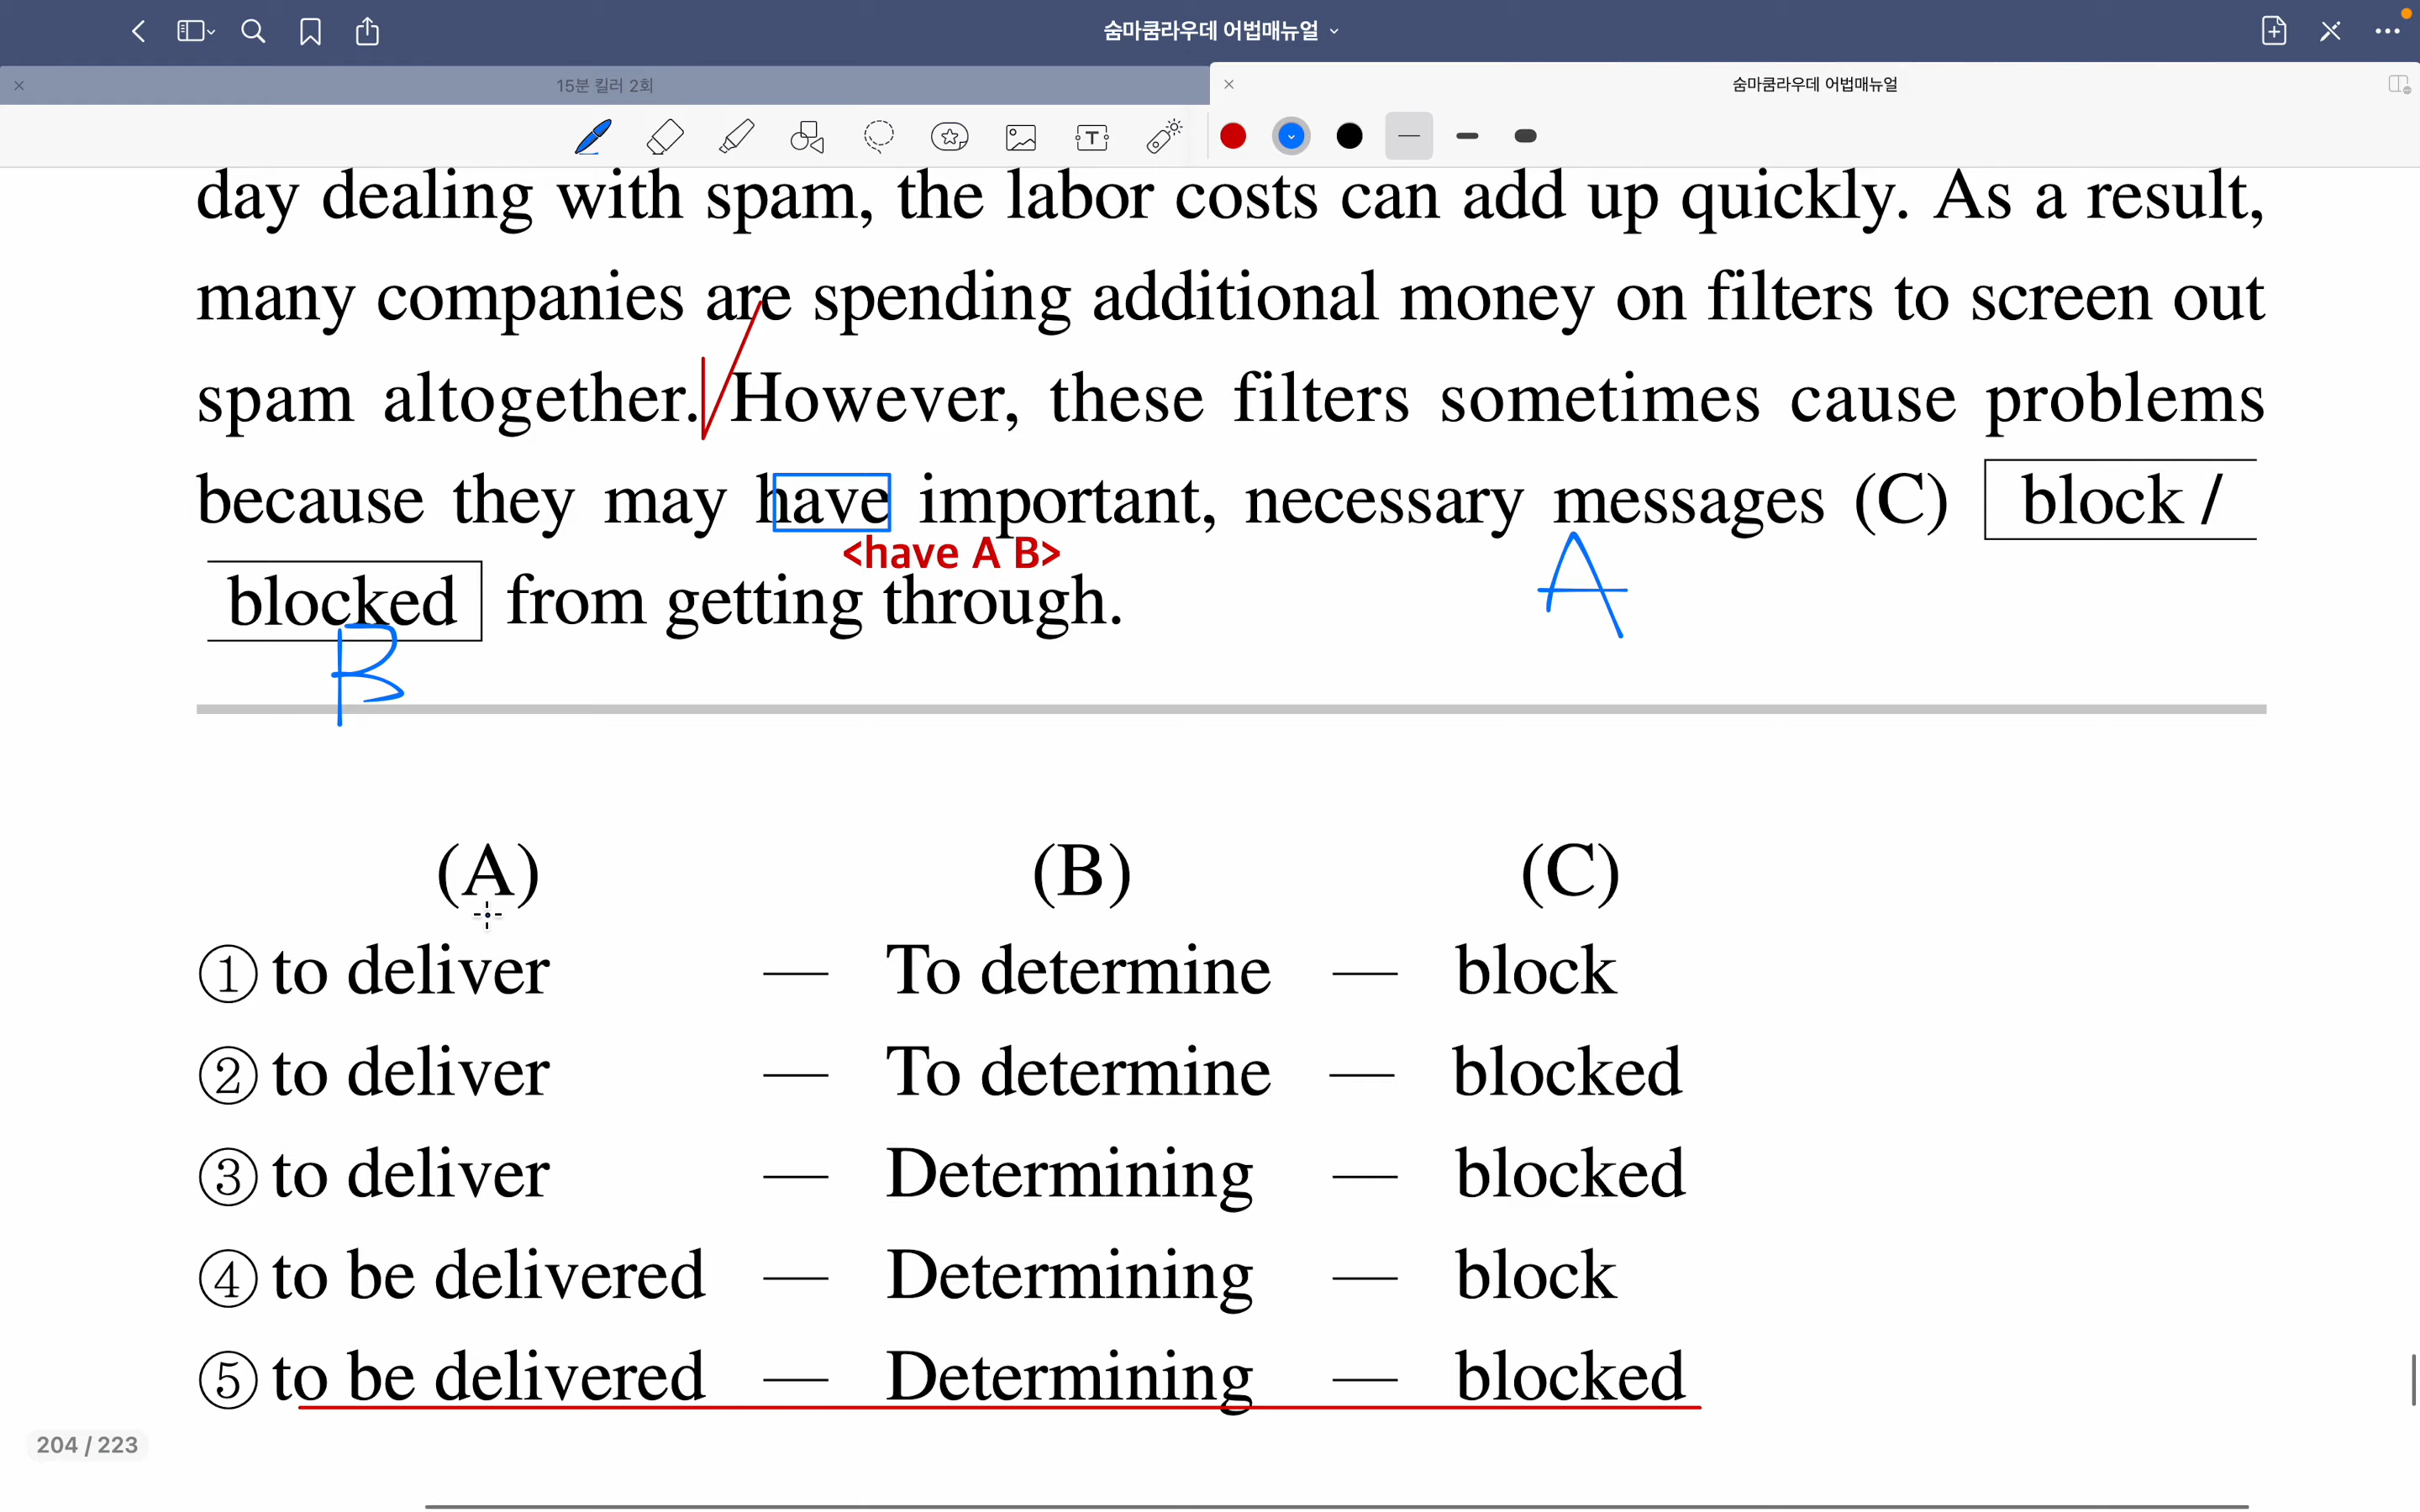 숨마쿰라우데 어법매뉴얼
15분 킬러 2회
숨마쿰라우데 어법매뉴얼
day dealing with spam, the labor costs can add up quickly. As a result,
many companies are spending additional money on filters to screen out
spam altogether. However, these filters sometimes cause problems
because they may have important, necessary messages (C) block /
<have A B>
A
blocked from getting through.
B
(A) (B) (C)
① to deliver — To determine — block
② to deliver — To determine — blocked
③ to deliver — Determining — blocked
④ to be delivered — Determining — block
⑤ to be delivered — Determining — blocked
204 / 223